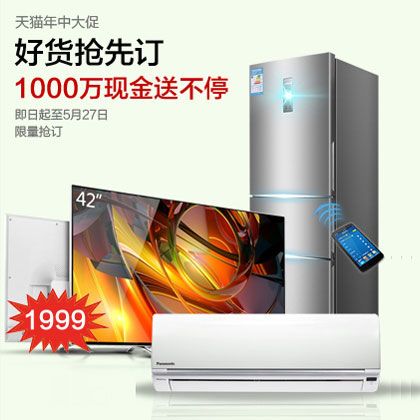 天猫年中大促
好货抢先订
1000万现金送不停
即日起至5月27日
限量抢订
42"
1999
Panasonic